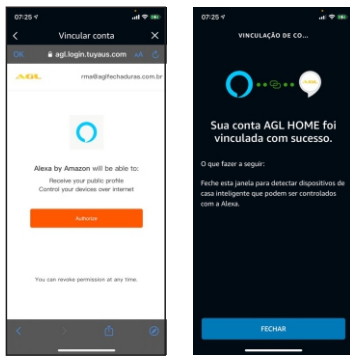 07:25
Vincular conta
OK
agl.login.tuyaus.com
AA
AGL
rma@aglfechaduras.com.br
Alexa by Amazon will be able to:
Receive your public profile
Control your devices over internet
Authorize
You can revoke permission at any time.
07:25
VINCULAÇÃO DE CO...
AGL
Sua conta AGL HOME foi
vinculada com sucesso.
O que fazer a seguir:
Feche esta janela para detectar dispositivos de
casa inteligente que podem ser controlados
com a Alexa.
FECHAR